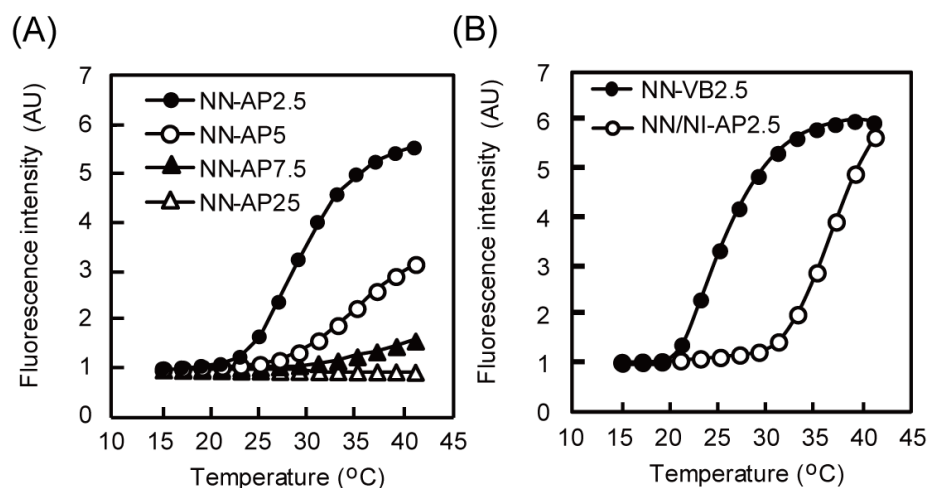 (A)
7
6
5
4
3
2
1
0
10 15 20 25 30 35 40 45
Fluorescence intensity (AU)
Temperature (°C)
NN-AP2.5
NN-AP5
NN-AP7.5
NN-AP25
(B)
7
6
5
4
3
2
1
0
10 15 20 25 30 35 40 45
Fluorescence intensity (AU)
Temperature (°C)
NN-VB2.5
NN/NI-AP2.5